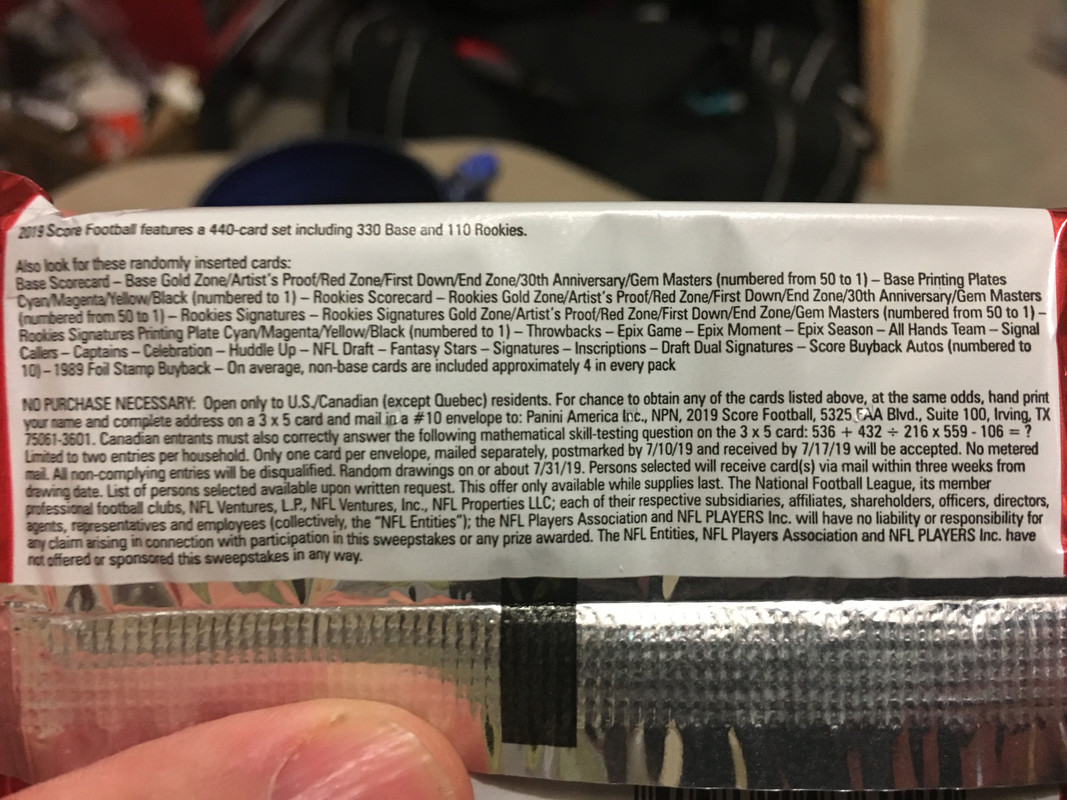 2019 Score Football features a 440-card set including 330 Base and 110 Rookies.
Also look for these randomly inserted cards:
Base Scorecard – Base Gold Zone/Artist's Proof/Red Zone/First Down/End Zone/30th Anniversary/Gem Masters (numbered from 50 to 1) – Base Printing Plates
Cyan/Magenta/Yellow/Black (numbered to 1) – Rookies Scorecard – Rookies Gold Zone/Artist's Proof/Red Zone/First Down/End Zone/30th Anniversary/Gem Masters
(numbered from 50 to 1) – Rookies Signatures – Rookies Signatures Gold Zone/Artist's Proof/Red Zone/First Down/End Zone/Gem Masters (numbered from 50 to 1) –
Rookies Signatures Printing Plate Cyan/Magenta/Yellow/Black (numbered to 1) – Throwbacks – Epix Game – Epix Moment – Epix Season – All Hands Team – Signal
Callers – Captains – Celebration – Huddle Up – NFL Draft – Fantasy Stars – Signatures – Inscriptions – Draft Dual Signatures – Score Buyback Autos (numbered to
10) – 1989 Foil Stamp Buyback – On average, non-base cards are included approximately 4 in every pack
NO PURCHASE NECESSARY: Open only to U.S./Canadian (except Quebec) residents. For chance to obtain any of the cards listed above, at the same odds, hand print
your name and complete address on a 3 x 5 card and mail in a #10 envelope to: Panini America Inc., NPN, 2019 Score Football, 5325 FAA Blvd., Suite 100, Irving, TX
75061-3601. Canadian entrants must also correctly answer the following mathematical skill-testing question on the 3 x 5 card: 536 + 432 ÷ 216 x 559 - 106 = ?
Limited to two entries per household. Only one card per envelope, mailed separately, postmarked by 7/10/19 and received by 7/17/19 will be accepted. No metered
mail. All non-complying entries will be disqualified. Random drawings on or about 7/31/19. Persons selected will receive card(s) via mail within three weeks from
drawing date. List of persons selected available upon written request. This offer only available while supplies last. The National Football League, its member
professional football clubs, NFL Ventures, L.P., NFL Ventures, Inc., NFL Properties LLC; each of their respective subsidiaries, affiliates, shareholders, officers, directors,
agents, representatives and employees (collectively, the "NFL Entities"); the NFL Players Association and NFL PLAYERS Inc. will have no liability or responsibility for
any claim arising in connection with participation in this sweepstakes or any prize awarded. The NFL Entities, NFL Players Association and NFL PLAYERS Inc. have
not offered or sponsored this sweepstakes in any way.